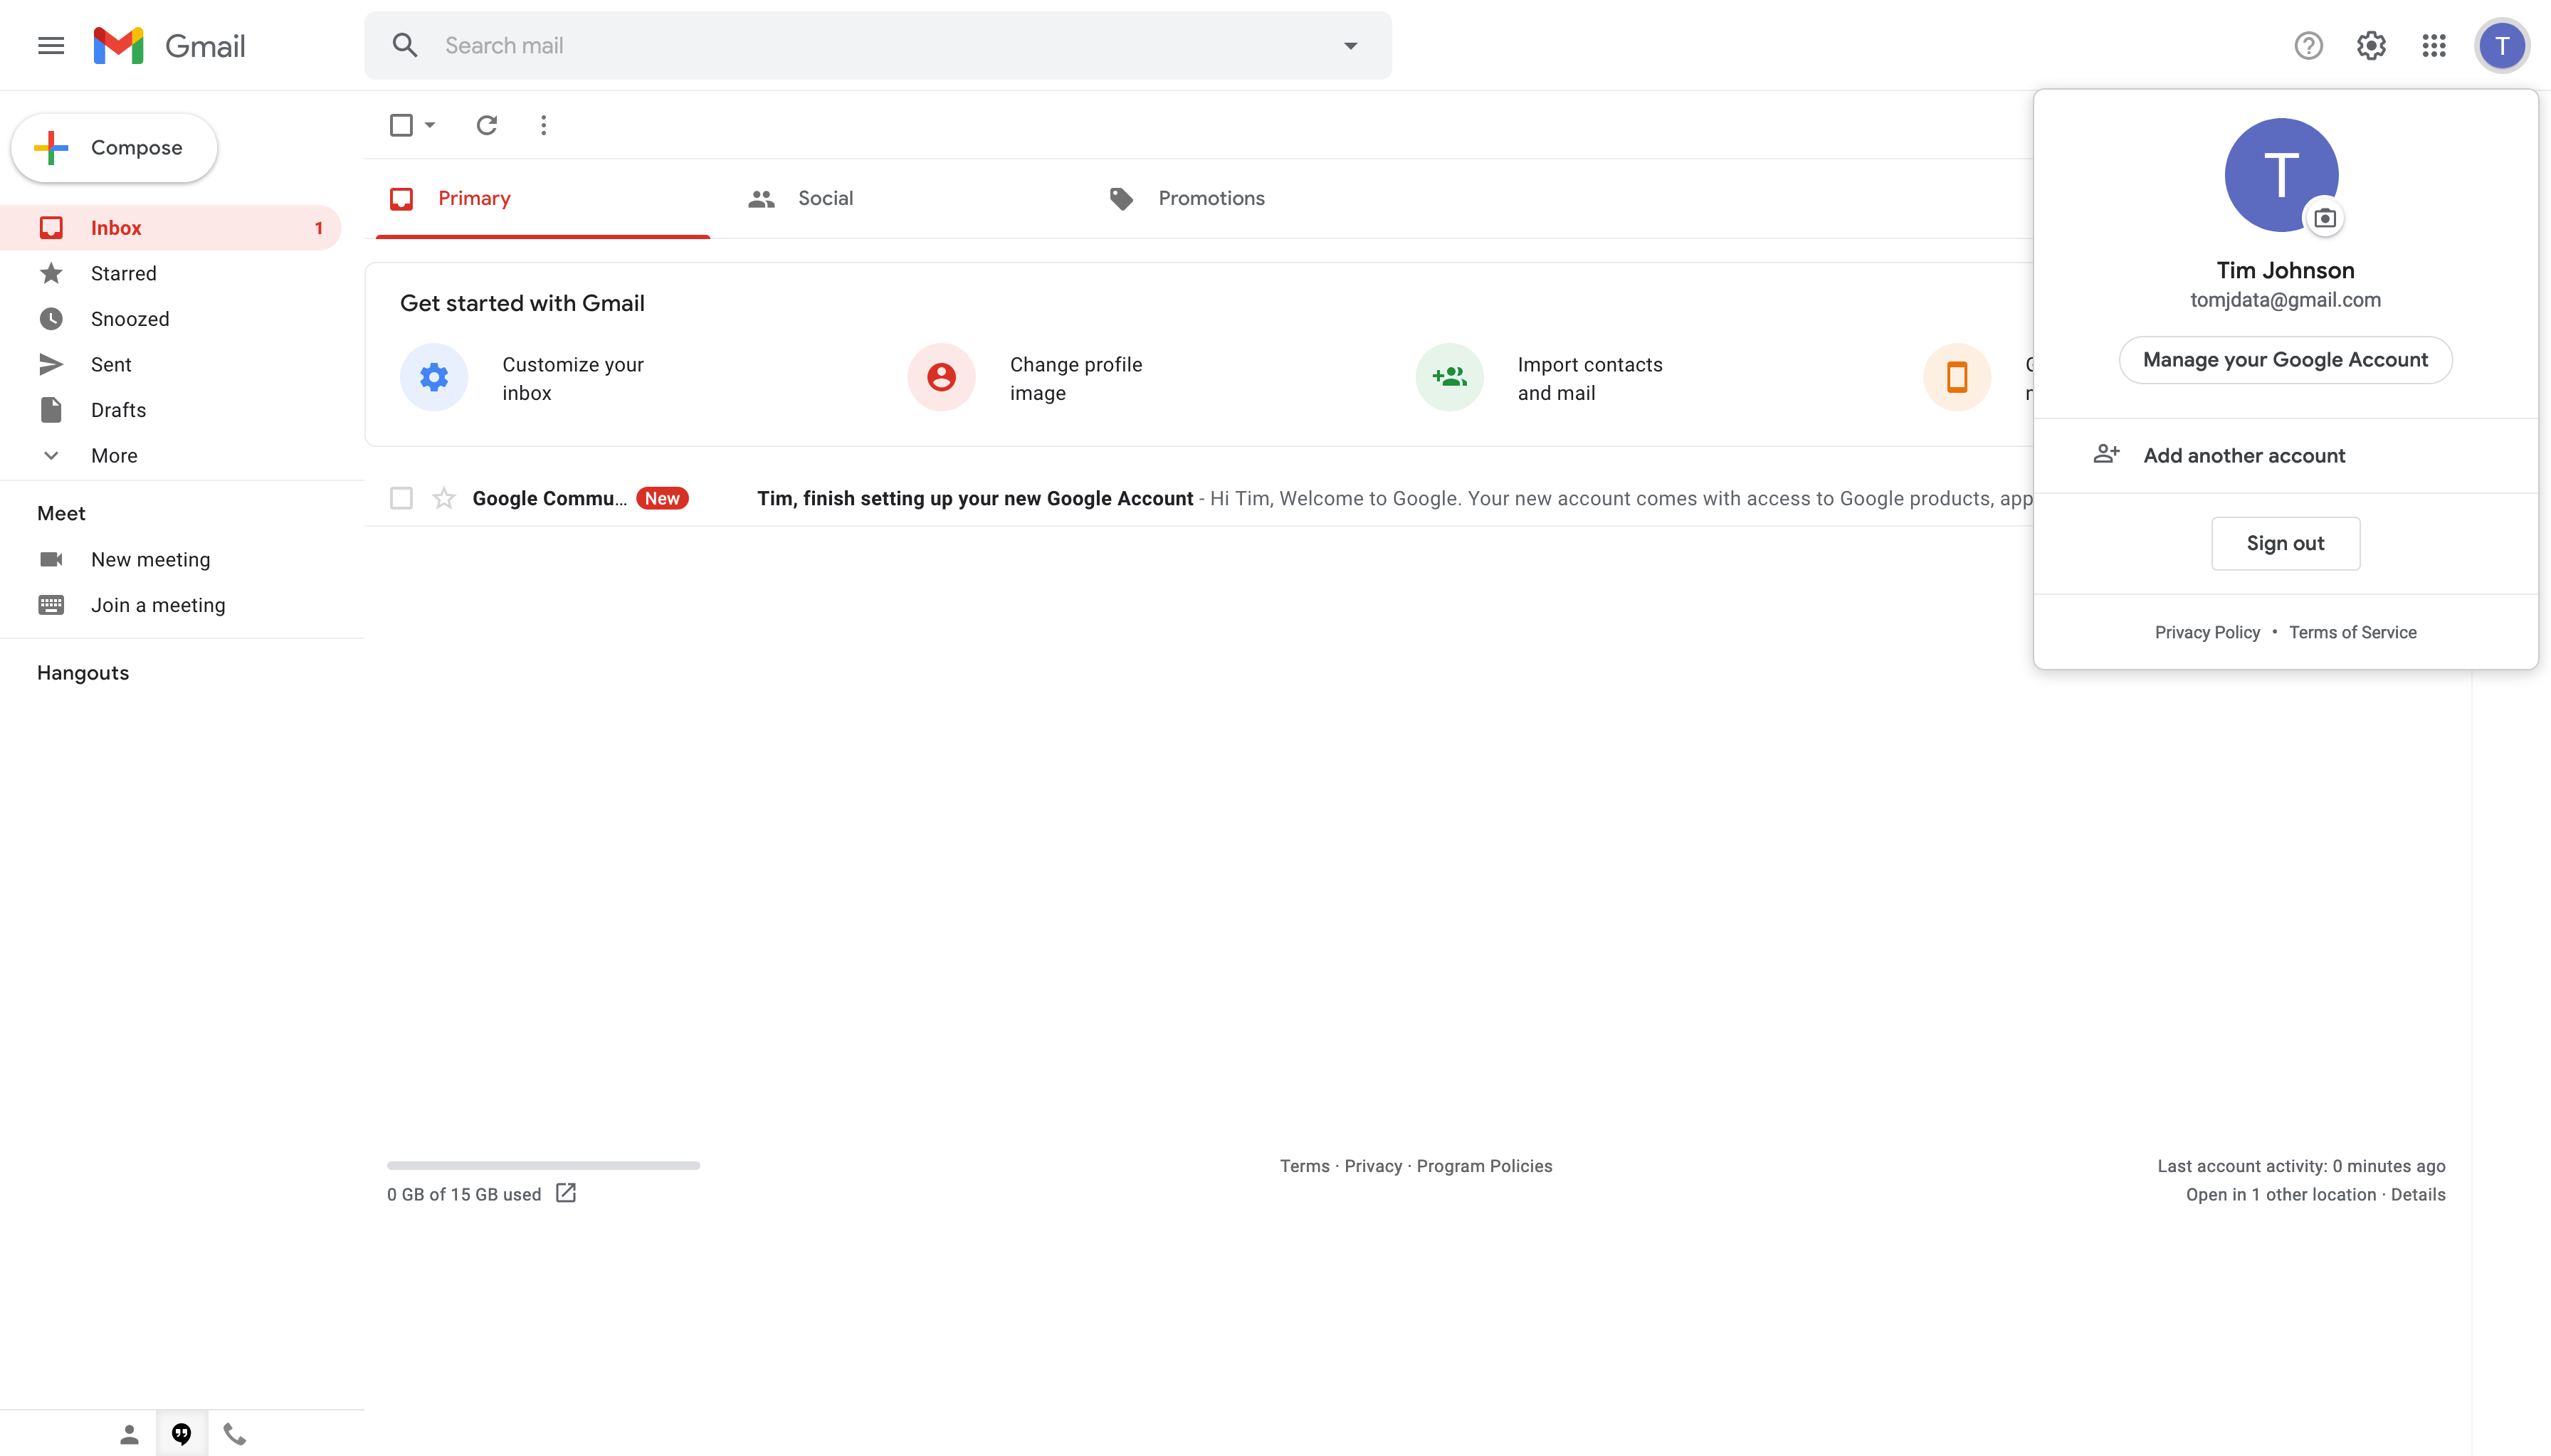 Gmail
Search mail
T
Compose
Inbox 1
Starred
Snoozed
Sent
Drafts
More
Meet
New meeting
Join a meeting
Hangouts
Primary
Social
Promotions
Get started with Gmail
Customize your
inbox
Change profile
image
Import contacts
and mail
Google Commu... New Tim, finish setting up your new Google Account - Hi Tim, Welcome to Google. Your new account comes with access to Google products, app
T
Tim Johnson
tomjdata@gmail.com
Manage your Google Account
Add another account
Sign out
Privacy Policy • Terms of Service
0 GB of 15 GB used
Terms · Privacy · Program Policies
Last account activity: 0 minutes ago
Open in 1 other location · Details